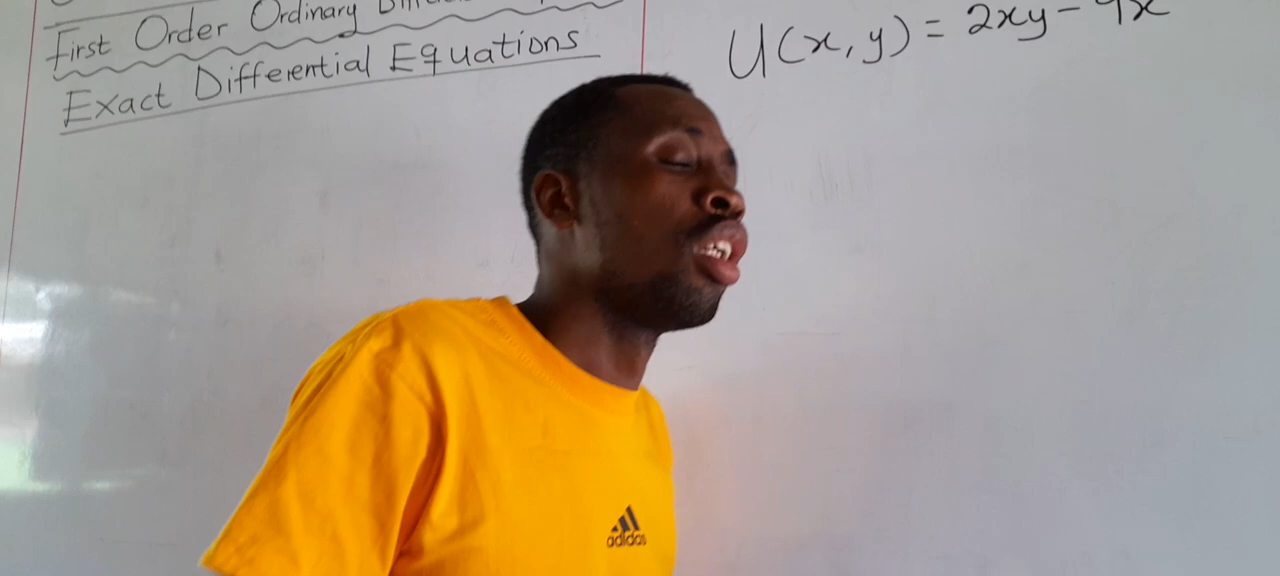 First Order Ordinary
Exact Differential Equations
U(x,y) = 2xy -
adidas